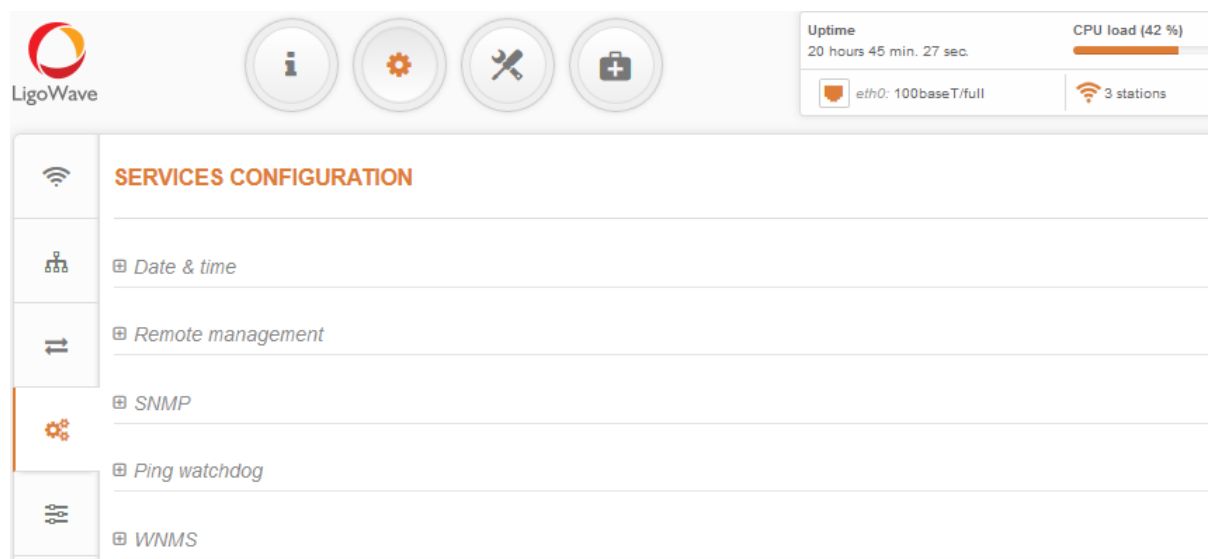 LigoWave
Uptime
20 hours 45 min. 27 sec.
CPU load (42 %)
eth0: 100baseT/full
3 stations
SERVICES CONFIGURATION
Date & time
Remote management
SNMP
Ping watchdog
WNMS